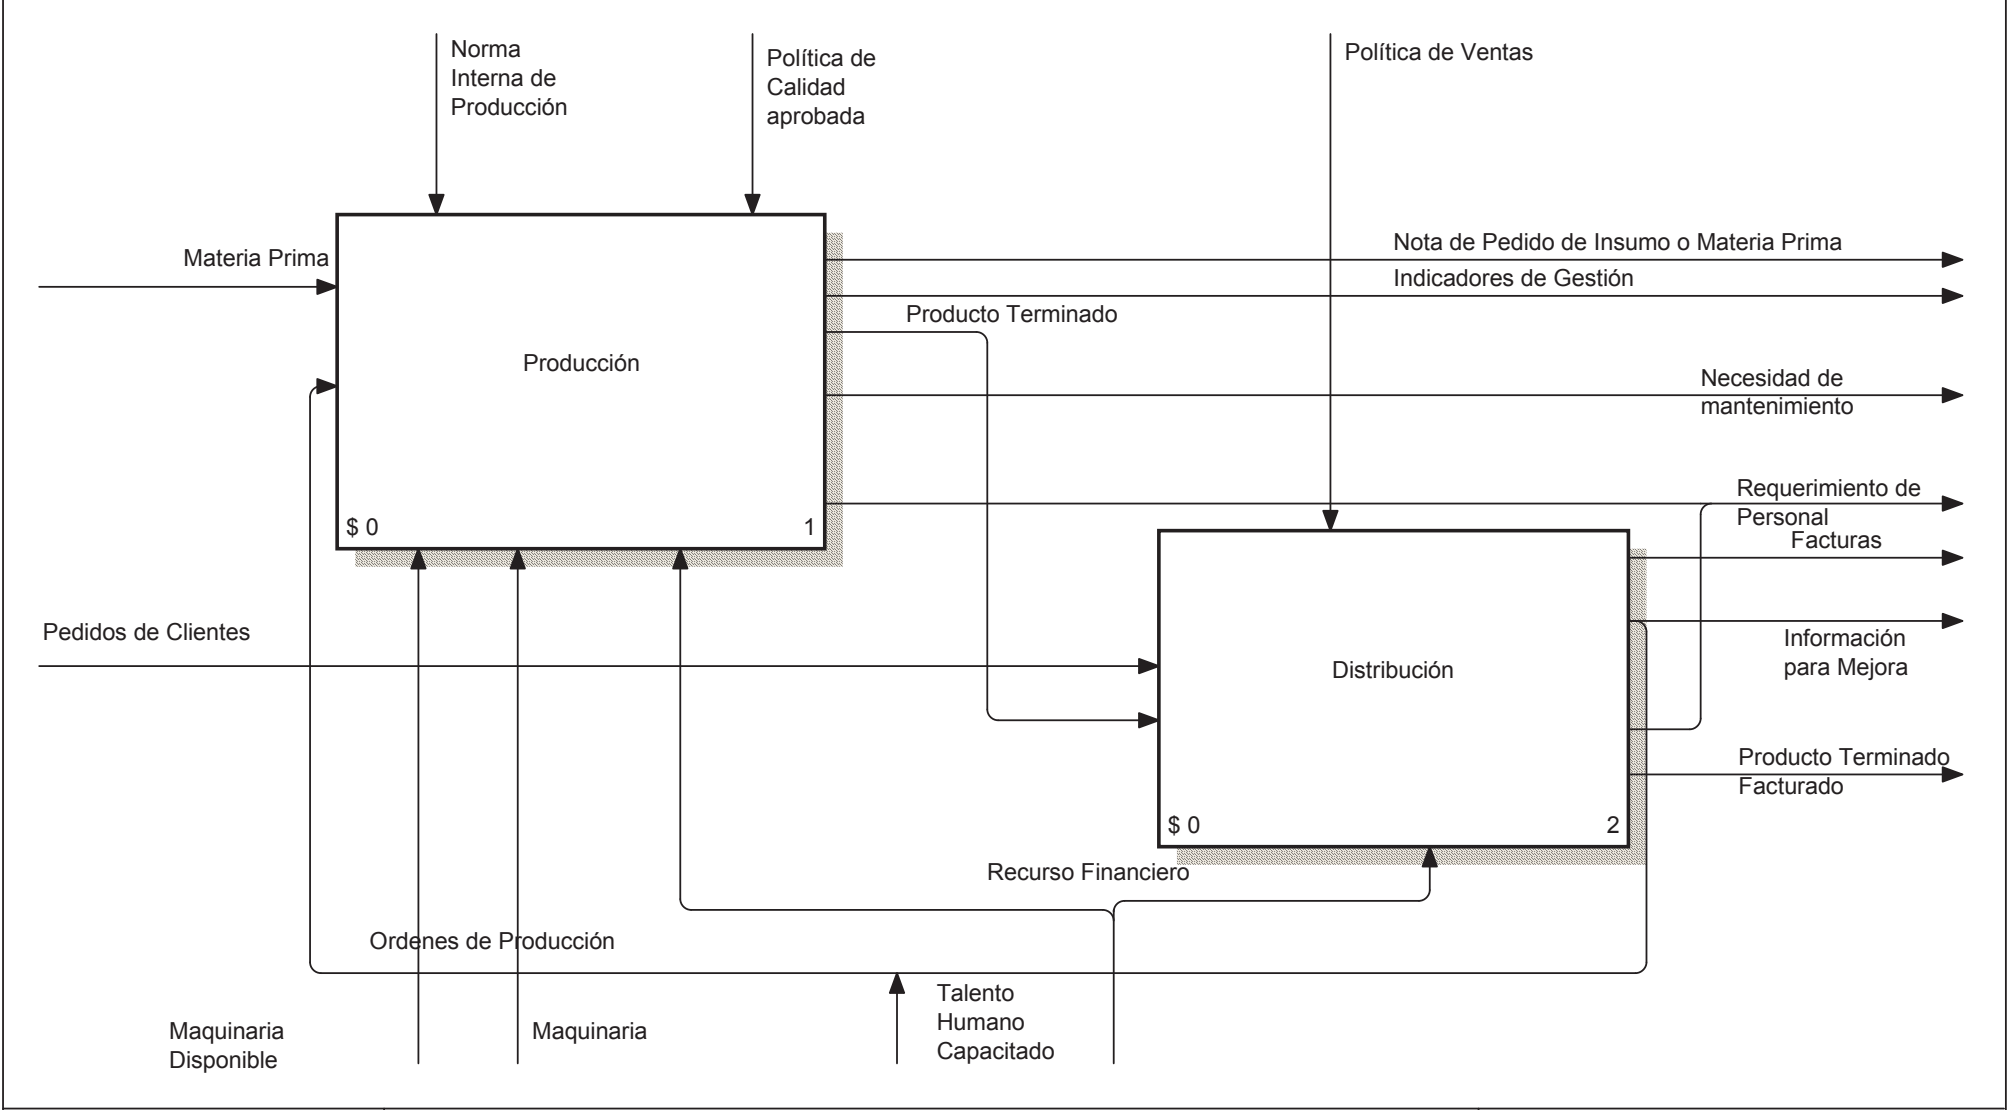 Norma
Interna de
Producción
Política de
Calidad
aprobada
Política de Ventas
Materia Prima
Nota de Pedido de Insumo o Materia Prima
Indicadores de Gestión
Producto Terminado
Producción
Necesidad de
mantenimiento
Requerimiento de
Personal
$ 0
1
Facturas
Pedidos de Clientes
Información
para Mejora
Distribución
Producto Terminado
Facturado
$ 0
2
Recurso Financiero
Ordenes de Producción
Talento
Humano
Capacitado
Maquinaria
Disponible
Maquinaria